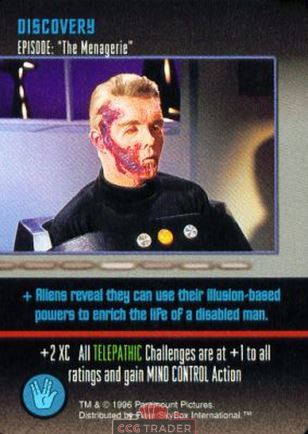 DISCOVERY
EPISODE: "The Menagerie"
+ Aliens reveal they can use their illusion-based
powers to enrich the life of a disabled man.
+2 XC All TELEPATHIC Challenges are at +1 to all
ratings and gain MIND CONTROL Action
TM & © 1996 Paramount Pictures.
Distributed by SkyBox International.™
CCG TRADER